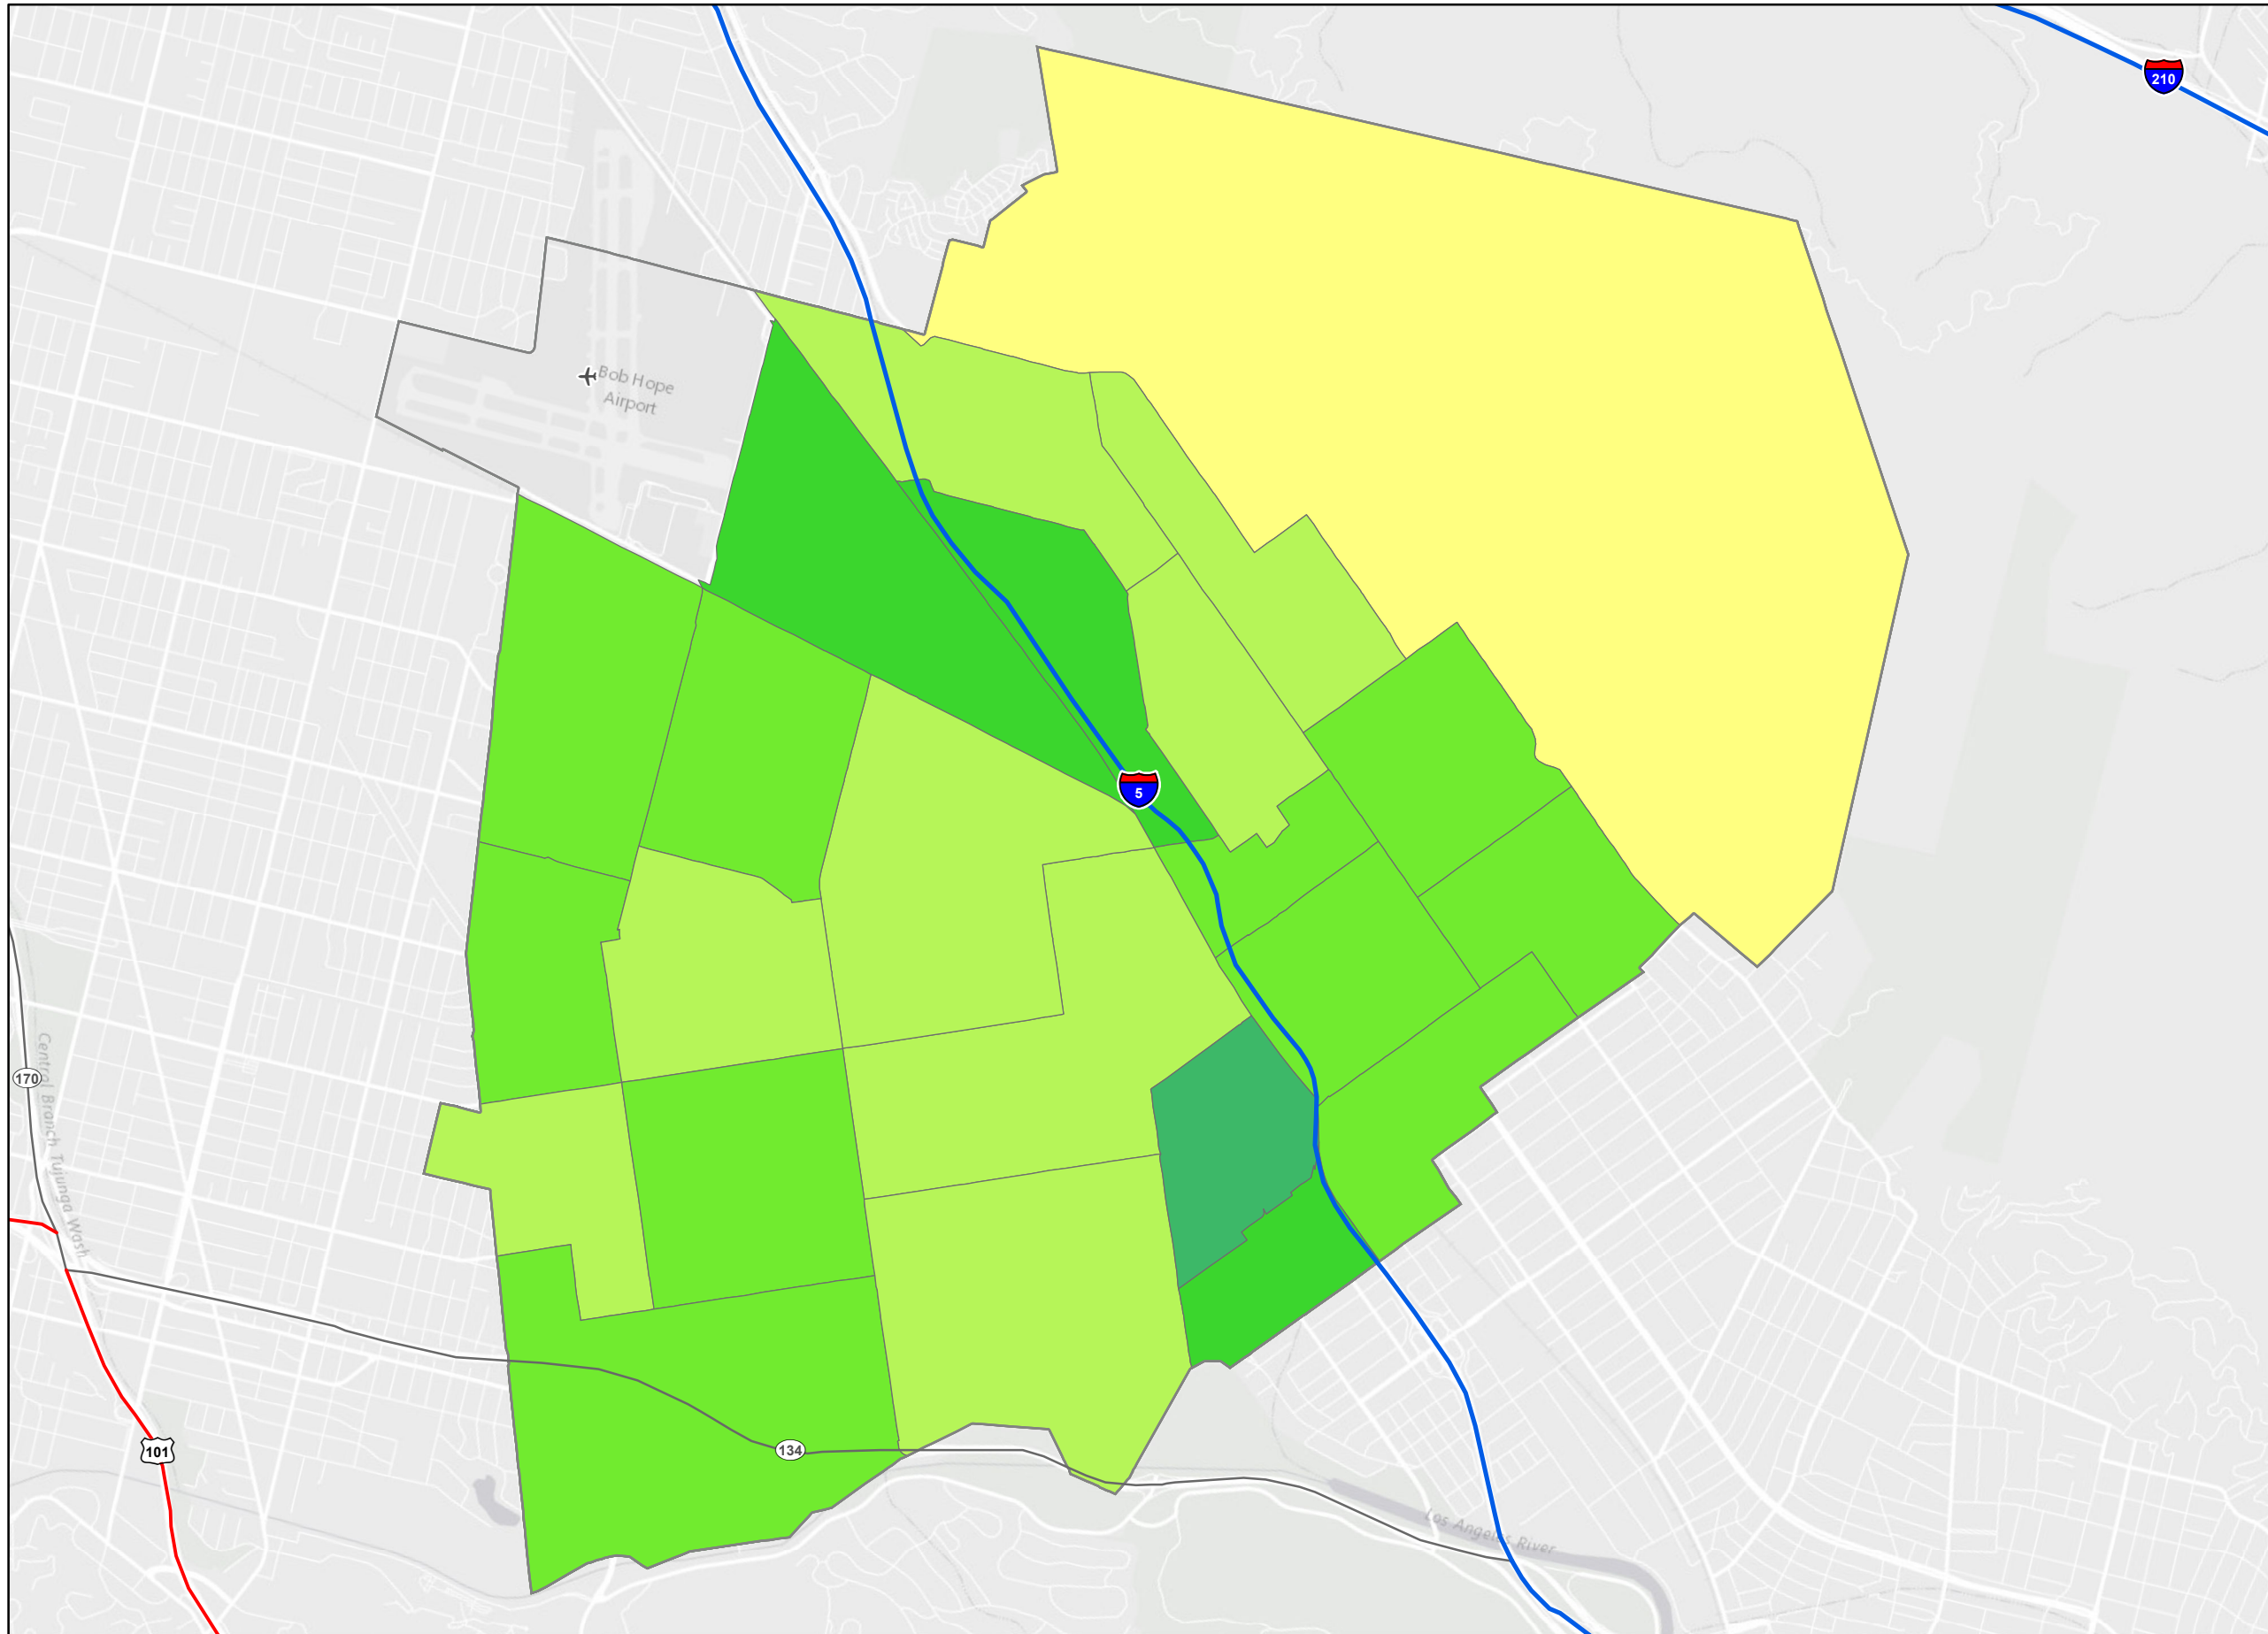 210
Bob Hope
Airport
5
170
Central Branch Tujunga Wash
134
101
Los Angeles River